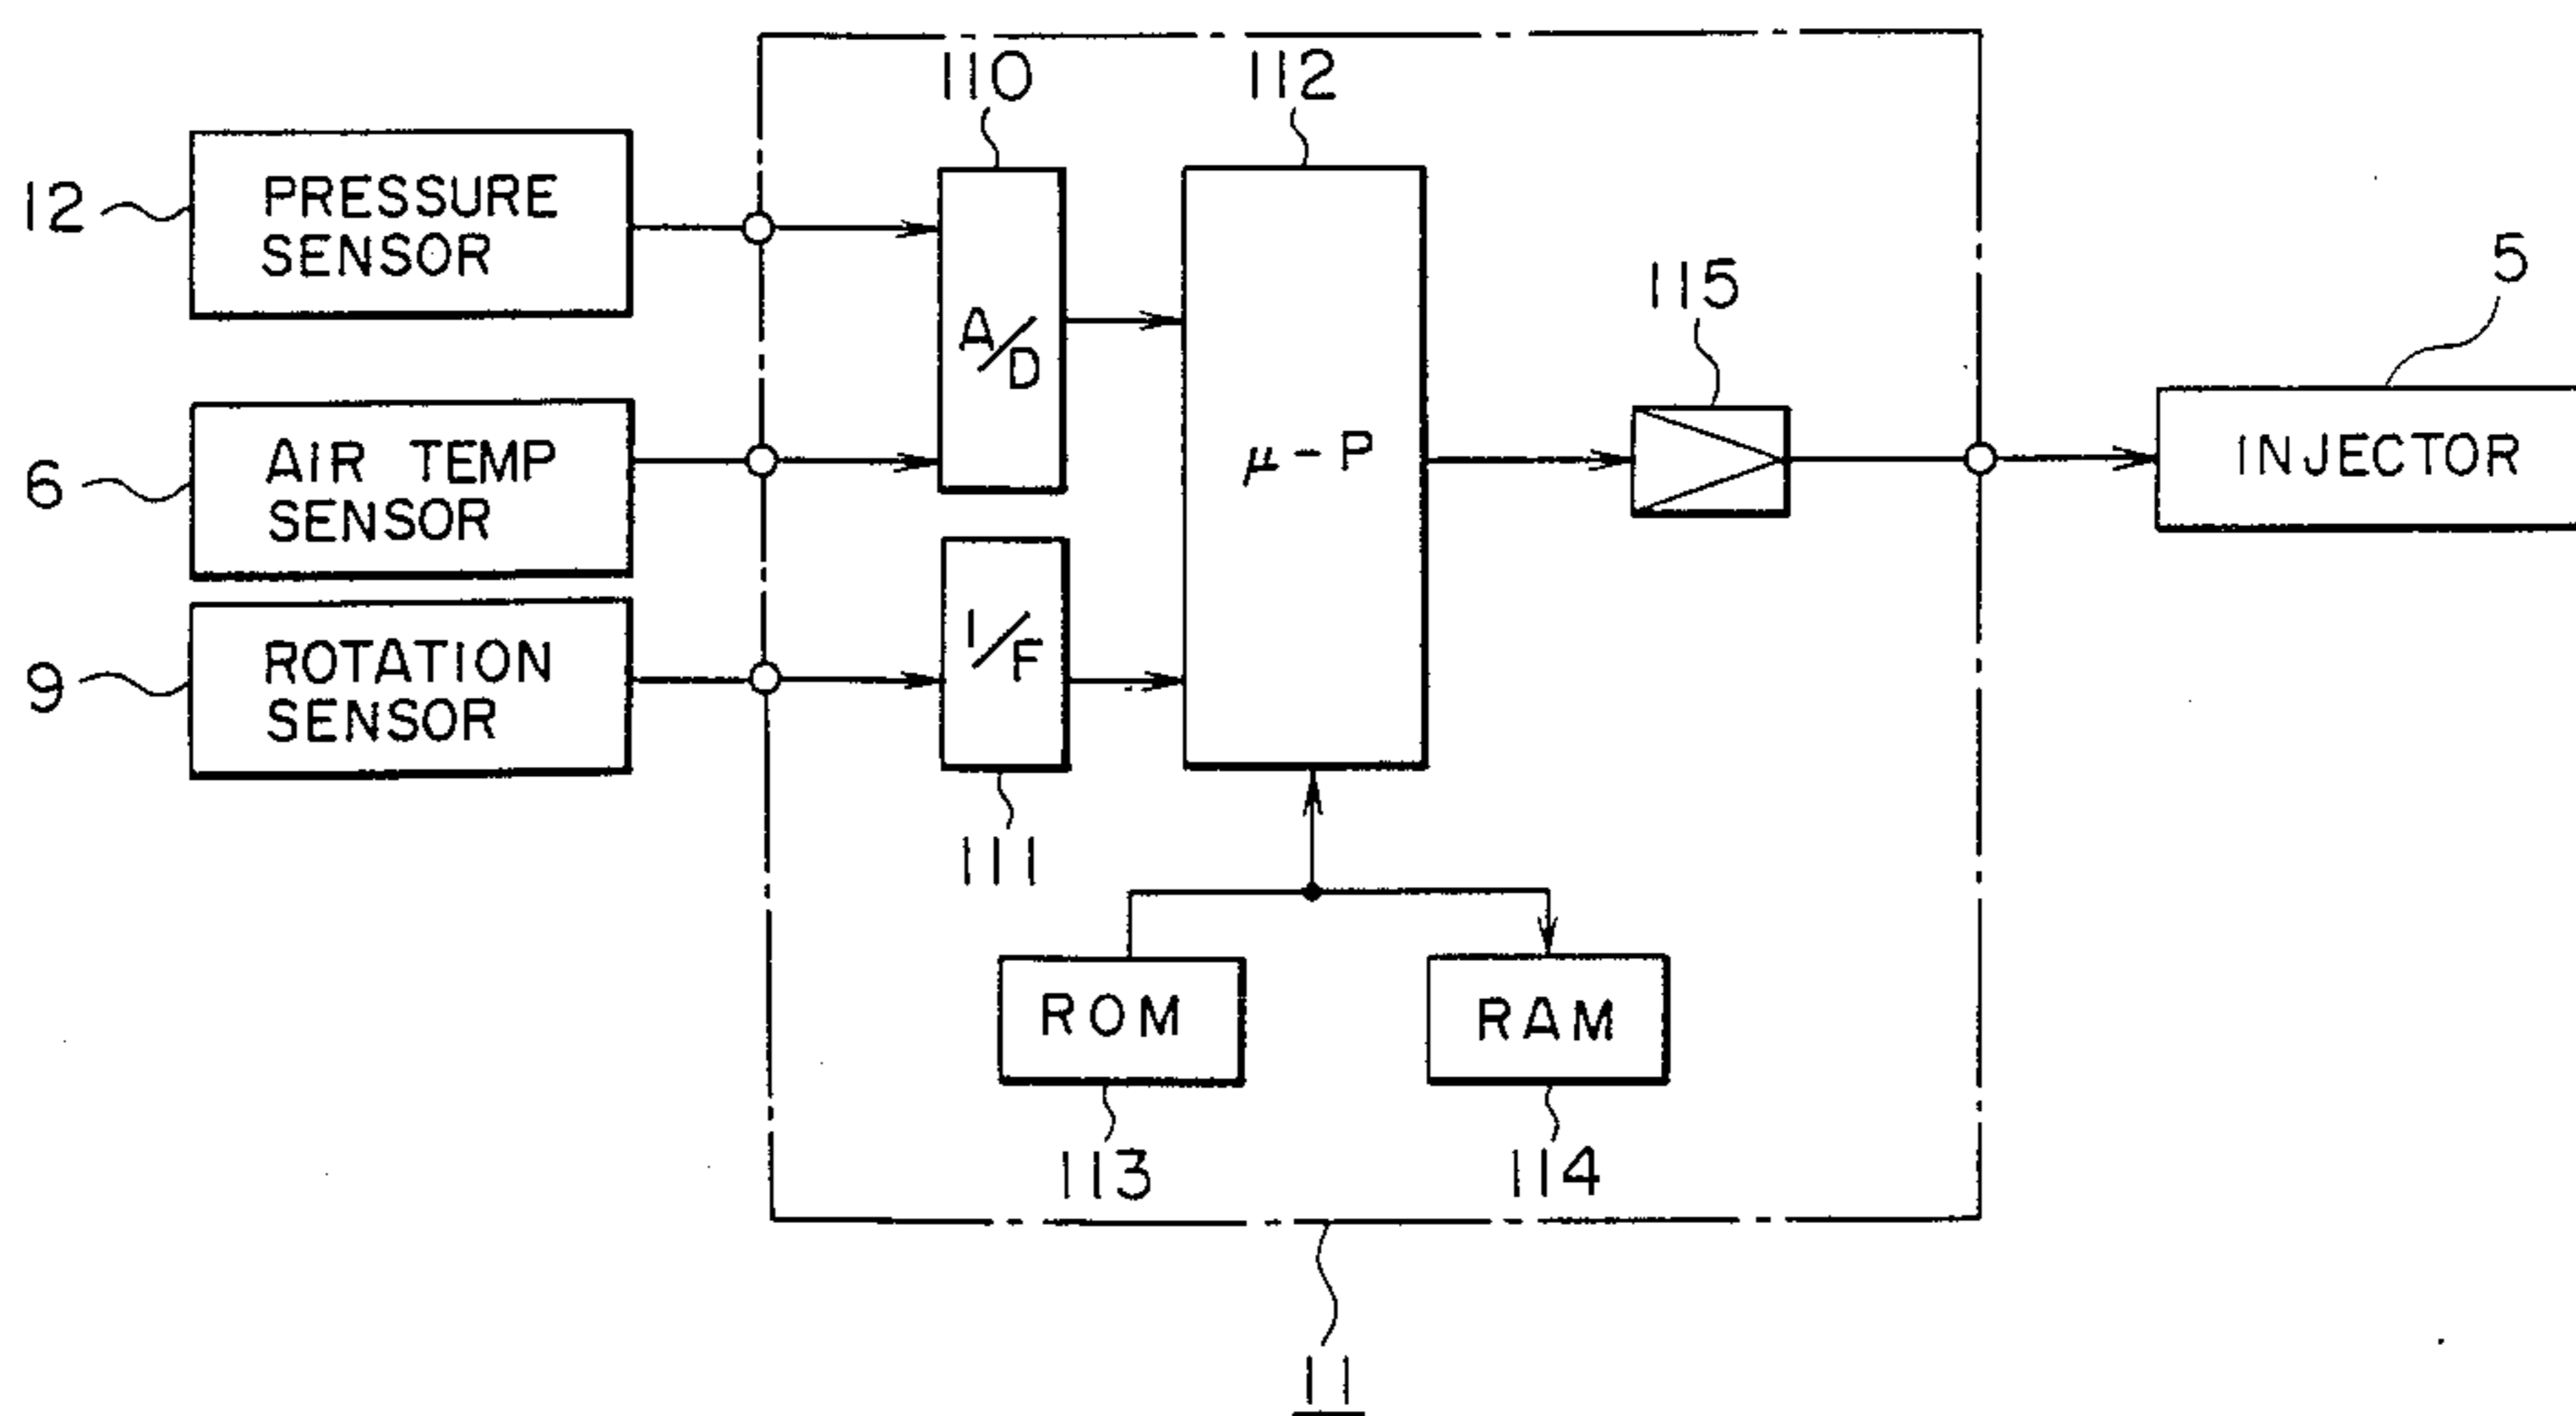 110
112
12
PRESSURE
SENSOR
A/D
115
5
6
AIR TEMP
SENSOR
μ-P
INJECTOR
9
ROTATION
SENSOR
I/F
111
ROM
RAM
113
114
11